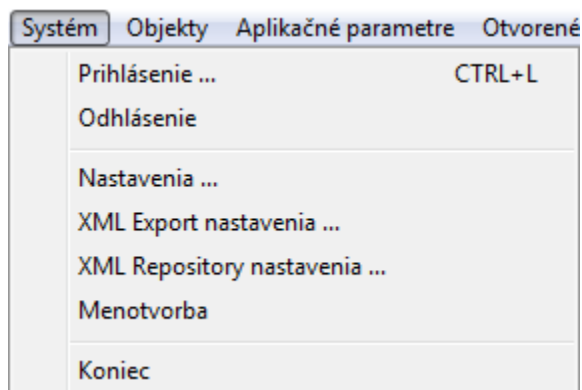 Systém Objekty Aplikačné parametre Otvorené
Prihlásenie ... CTRL+L
Odhlásenie
Nastavenia ...
XML Export nastavenia ...
XML Repository nastavenia ...
Menotvorba
Koniec